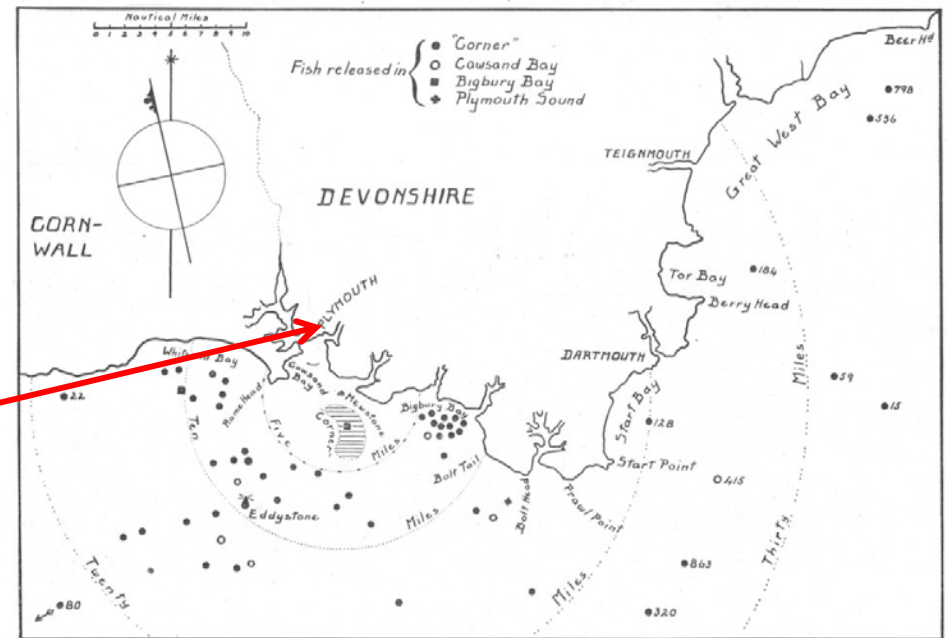 Nautical Miles
0 1 2 3 4 5 6 7 8 9 10
Fish released in
"Corner"
Cawsand Bay
Bigbury Bay
Plymouth Sound
Beer Hd
798
536
Great West Bay
TEIGNMOUTH
DEVONSHIRE
CORN-
WALL
184
Tor Bay
Berry Head
PLYMOUTH
DARTMOUTH
Whitsand Bay
Cawsand
Bay
Rame Head
Mewstone
Corner
Bigbury Bay
Start Bay
22
59
15
128
Ten
Five
Miles
Miles
Bolt Tail
Start Point
415
Bolt Head
Prawl Point
Eddystone
Miles
Thirty
863
Twenty
Miles
80
320